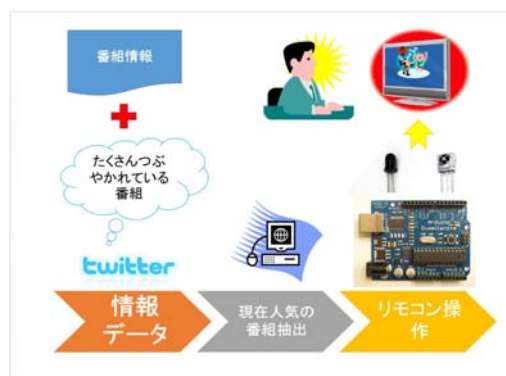 番組情報
たくさんつぶ
やかれている
番組
twitter
情報
データ
現在人気の
番組抽出
リモコン操
作